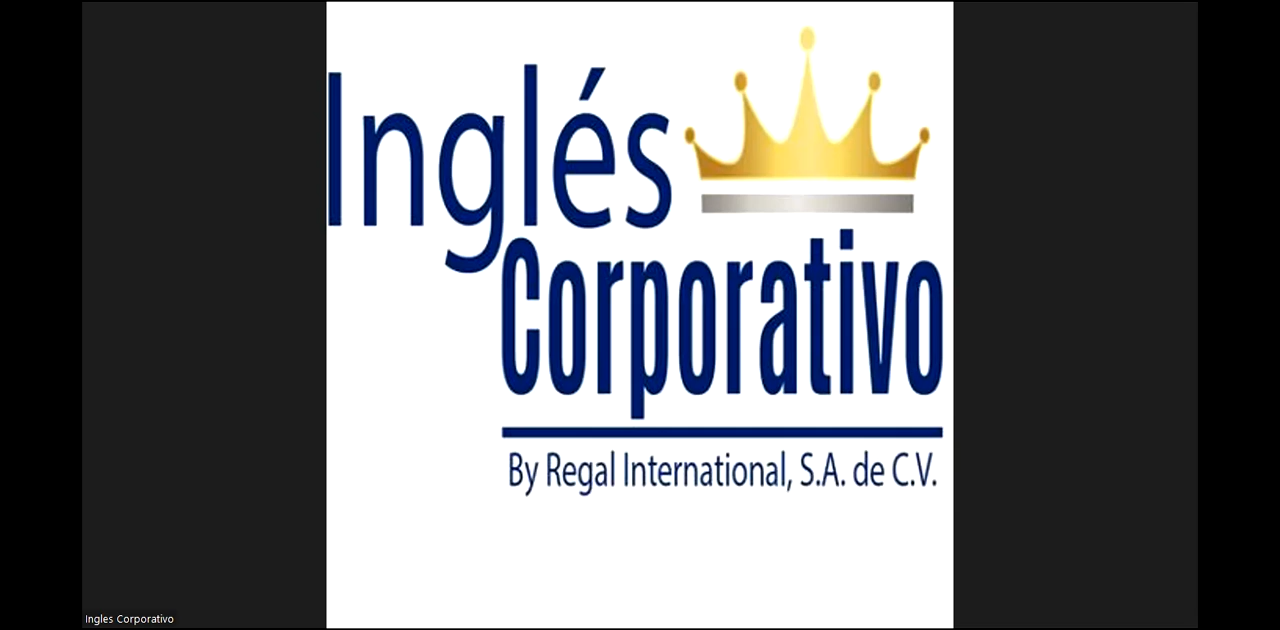 Inglés
Corporativo
By Regal International, S.A. de C.V.
Ingles Corporativo